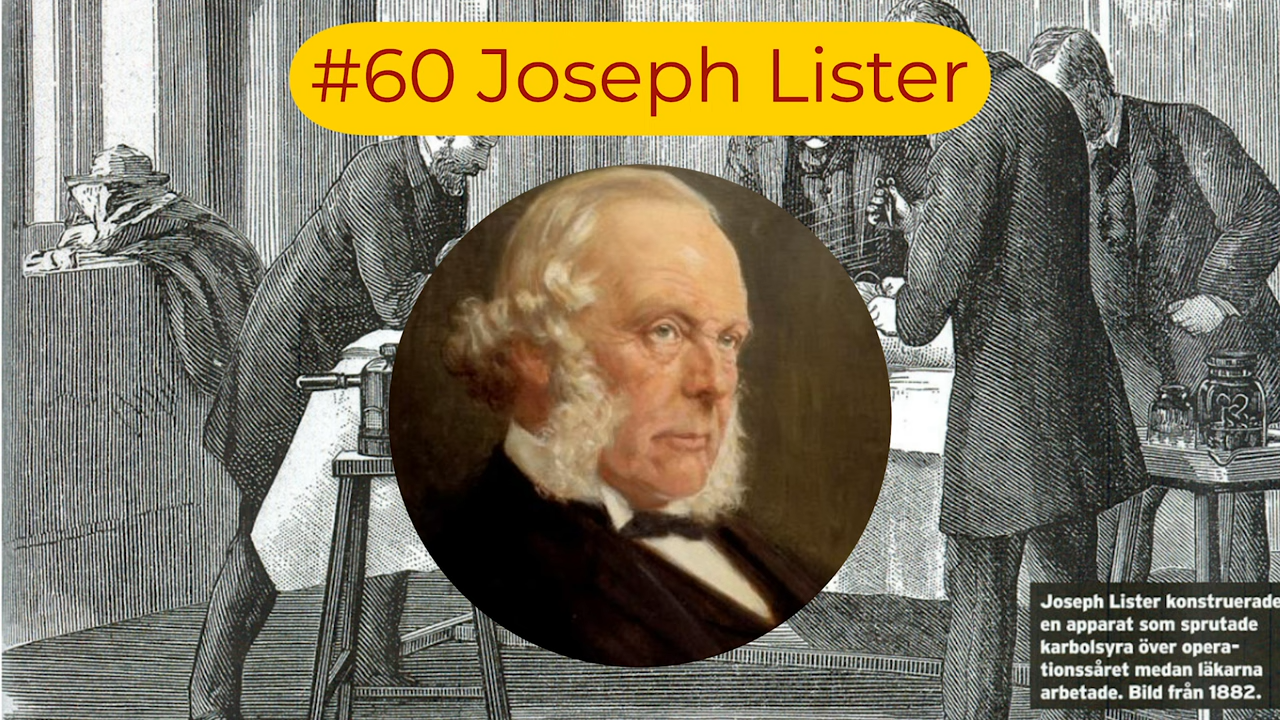 #60 Joseph Lister
Joseph Lister konstruerade
en apparat som sprutade
karbolsyra över opera-
tionssåret medan läkarna
arbetade. Bild från 1882.